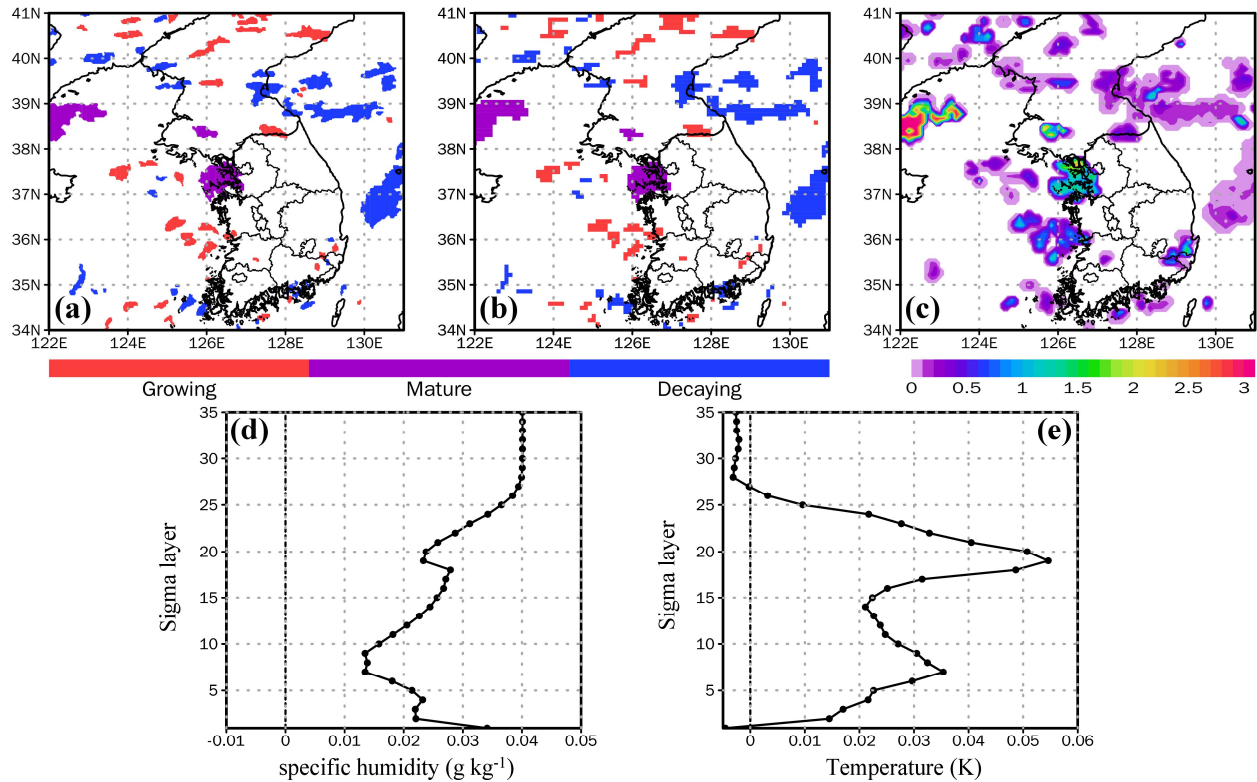 41N 41N 41N
40N 40N 40N
39N 39N 39N
38N 38N 38N
37N 37N 37N
36N 36N 36N
35N 35N 35N
34N 34N 34N
(a) (b) (c)
122E 124E 126E 128E 130E 122E 124E 126E 128E 130E 122E 124E 126E 128E 130E
Growing Mature Decaying
0 0.5 1 1.5 2 2.5 3
(d)
35
30
25
20
15
10
5
Sigma layer
-0.01 0 0.01 0.02 0.03 0.04 0.05
specific humidity (g kg⁻¹)
(e)
35
30
25
20
15
10
5
Sigma layer
0 0.01 0.02 0.03 0.04 0.05 0.06
Temperature (K)